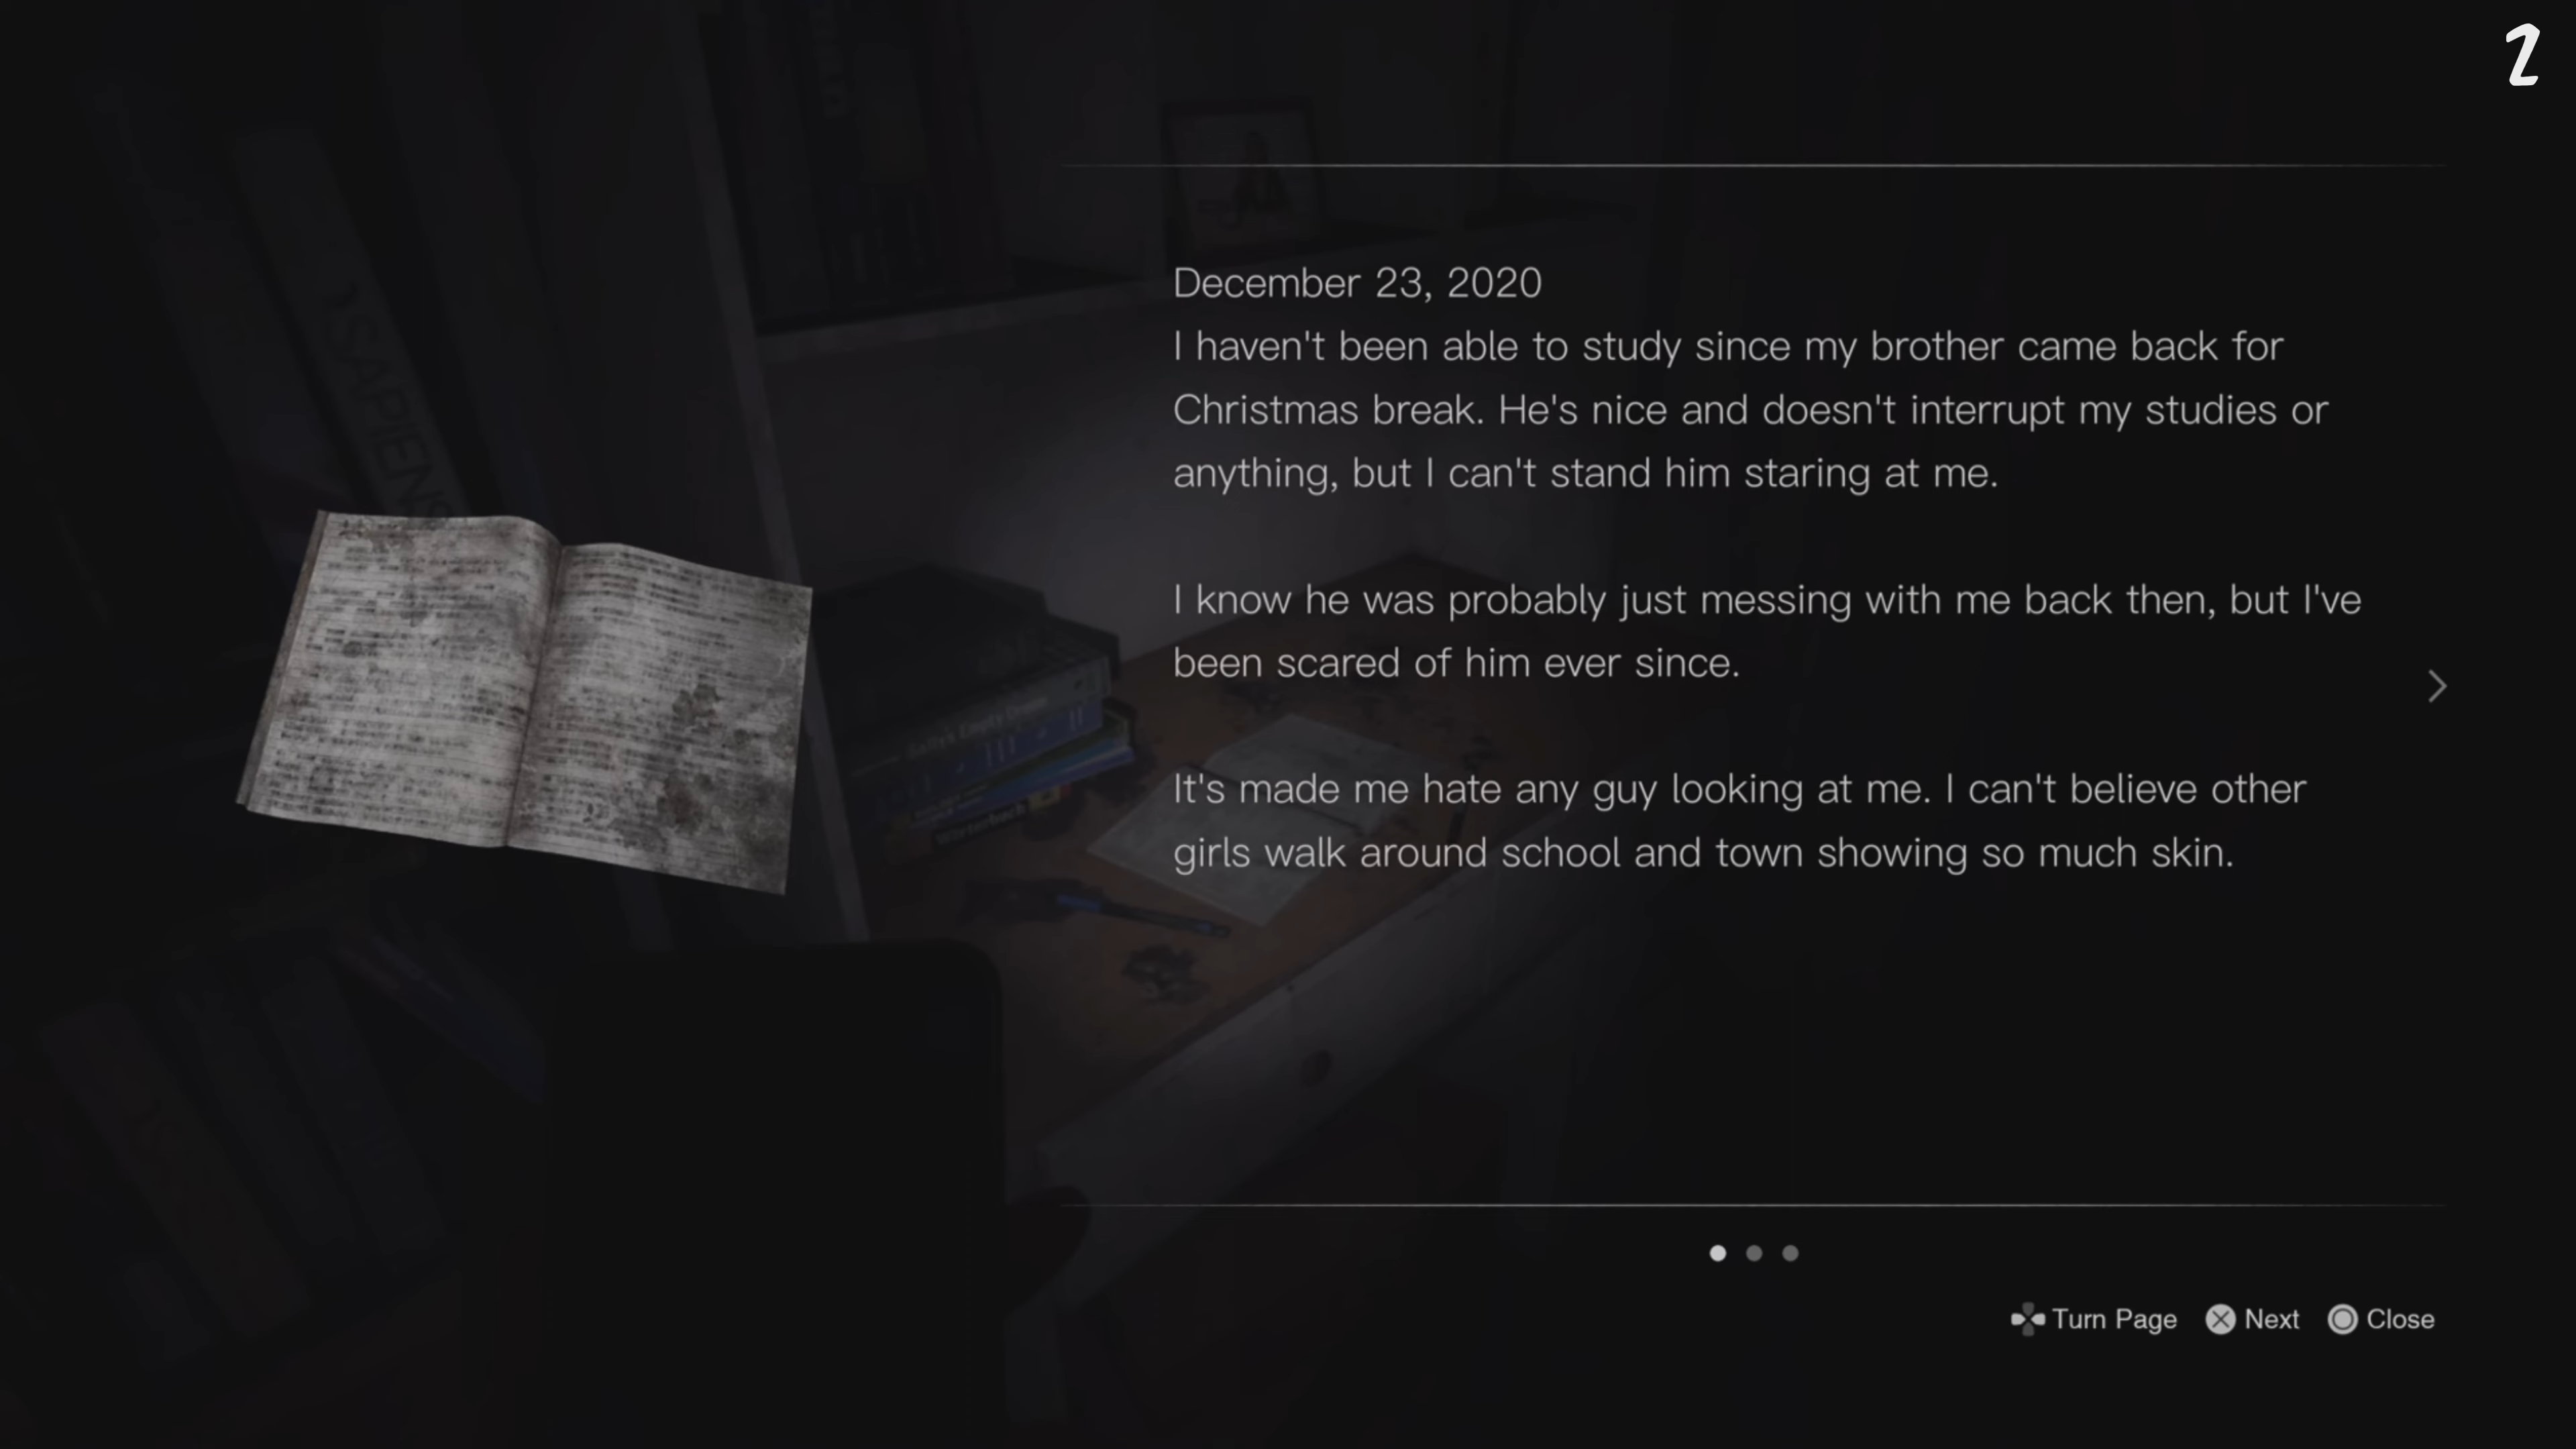 2
SAPIENS
December 23, 2020
I haven't been able to study since my brother came back for
Christmas break. He's nice and doesn't interrupt my studies or
anything, but I can't stand him staring at me.
I know he was probably just messing with me back then, but I've
been scared of him ever since.
It's made me hate any guy looking at me. I can't believe other
girls walk around school and town showing so much skin.
Wörterbuch
Turn Page Next Close